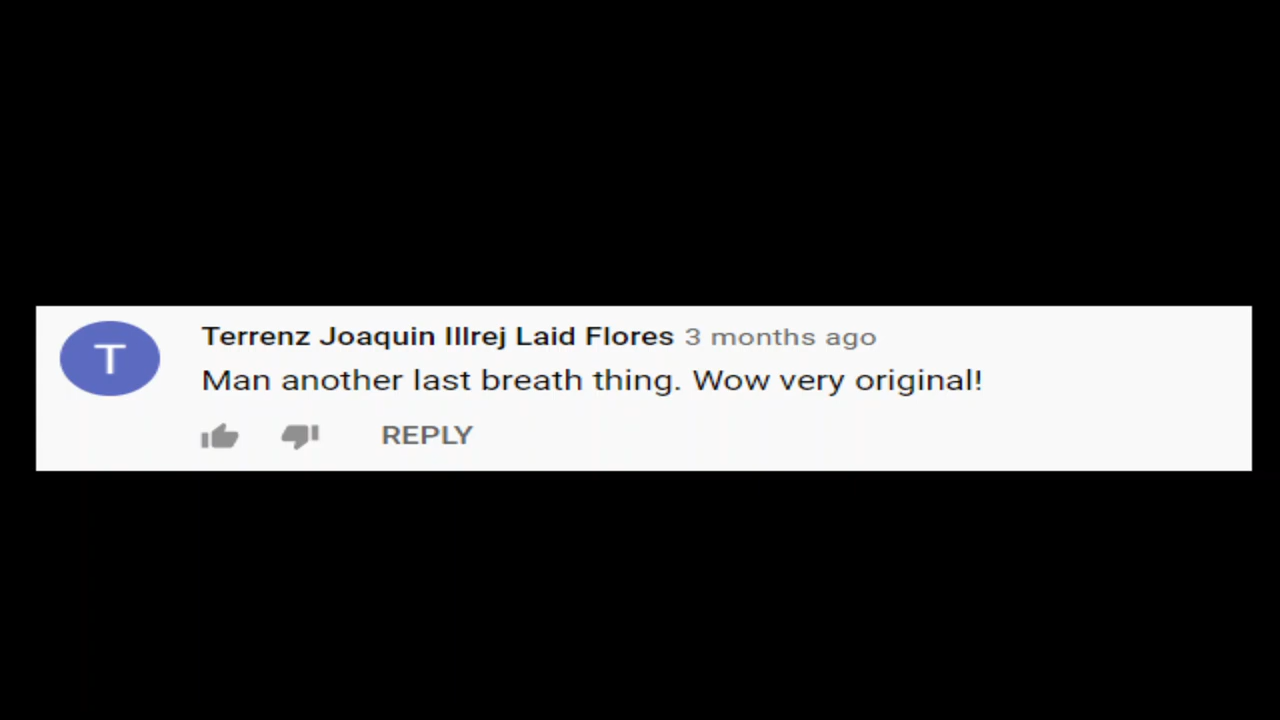 T
Terrenz Joaquin Illrej Laid Flores 3 months ago
Man another last breath thing. Wow very original!
REPLY